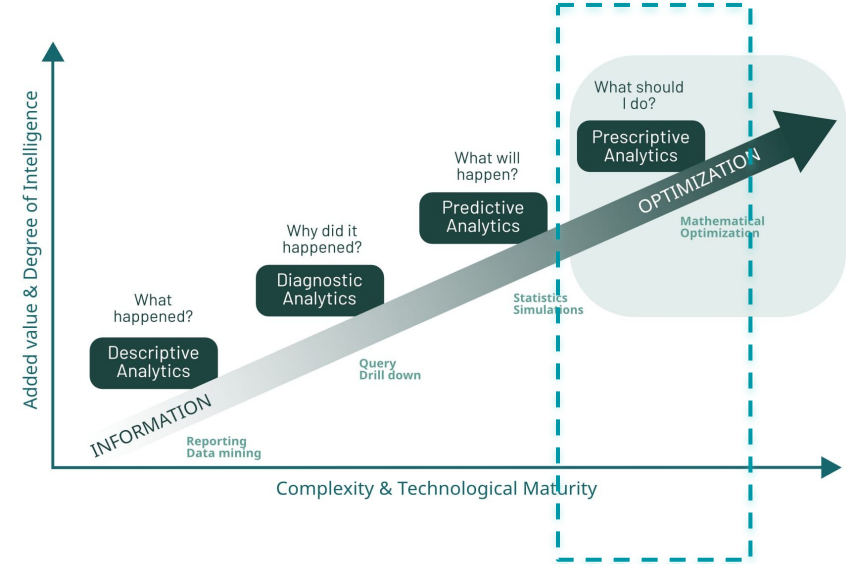 Added value & Degree of Intelligence
What should
I do?
Prescriptive
Analytics
OPTIMIZATION
Mathematical
Optimization
What will
happen?
Predictive
Analytics
Statistics
Simulations
Why did it
happened?
Diagnostic
Analytics
Query
Drill down
What
happened?
Descriptive
Analytics
INFORMATION
Reporting
Data mining
Complexity & Technological Maturity